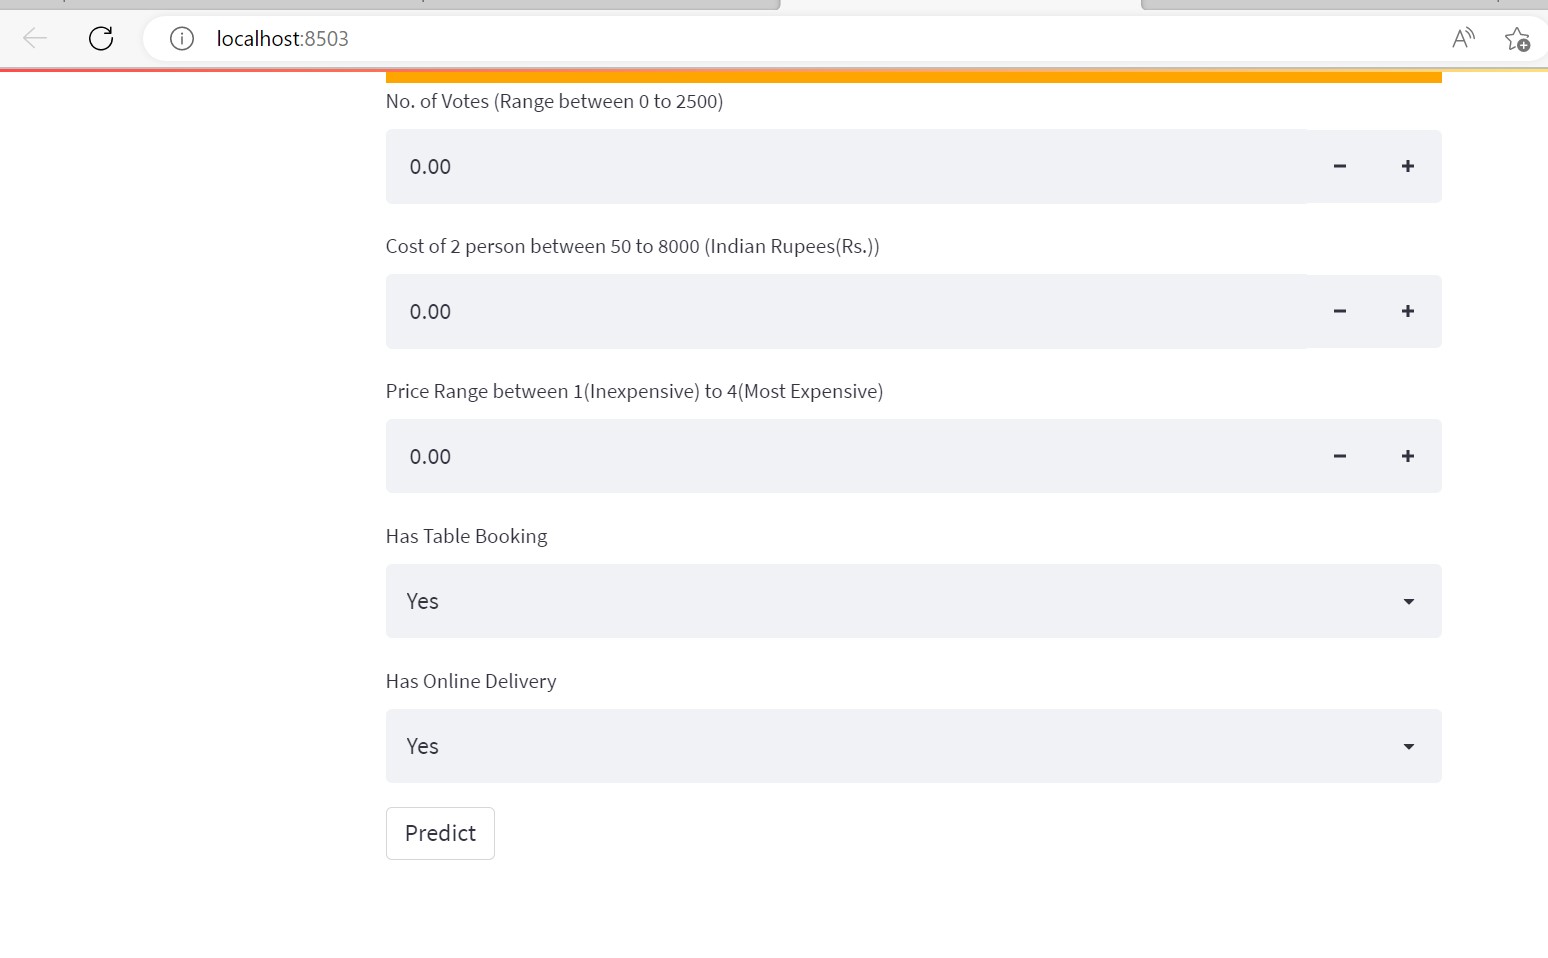 localhost:8503
No. of Votes (Range between 0 to 2500)
0.00
Cost of 2 person between 50 to 8000 (Indian Rupees(Rs.))
0.00
Price Range between 1(Inexpensive) to 4(Most Expensive)
0.00
Has Table Booking
Yes
Has Online Delivery
Yes
Predict